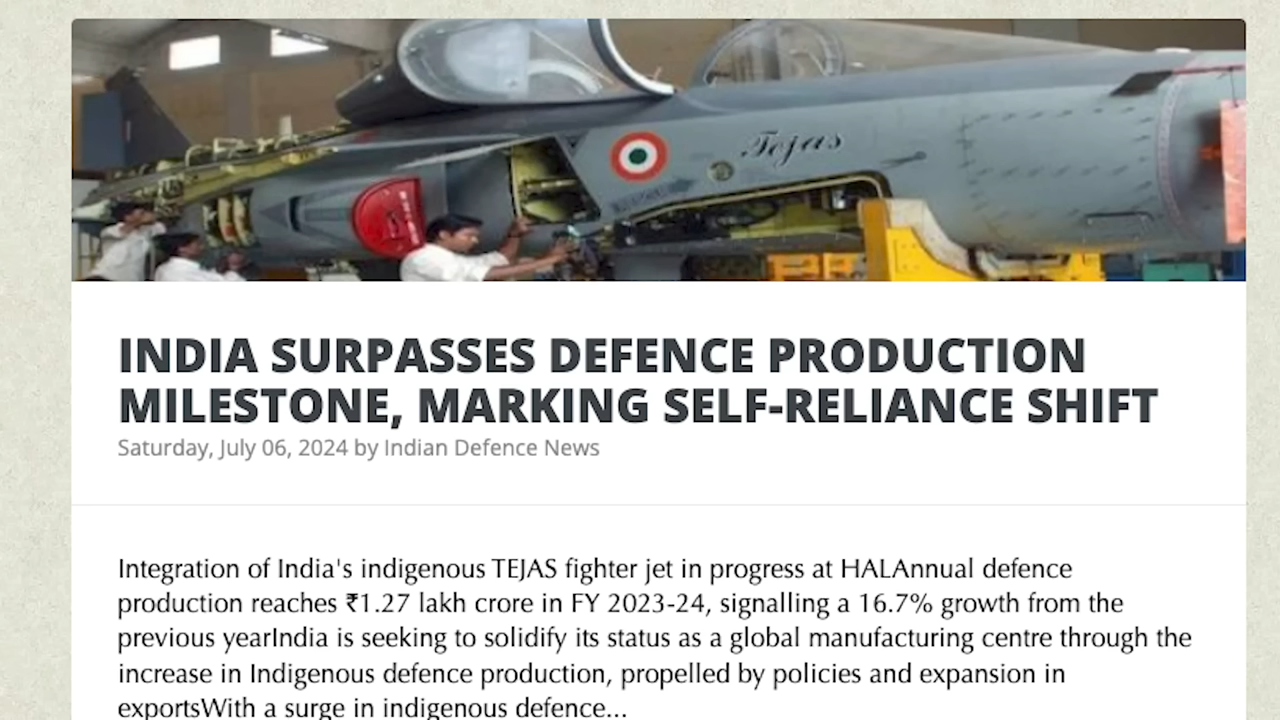 Tejas
INDIA SURPASSES DEFENCE PRODUCTION
MILESTONE, MARKING SELF-RELIANCE SHIFT
Saturday, July 06, 2024 by Indian Defence News
Integration of India's indigenous TEJAS fighter jet in progress at HALAnnual defence
production reaches ₹1.27 lakh crore in FY 2023-24, signalling a 16.7% growth from the
previous yearIndia is seeking to solidify its status as a global manufacturing centre through the
increase in Indigenous defence production, propelled by policies and expansion in
exportsWith a surge in indigenous defence...